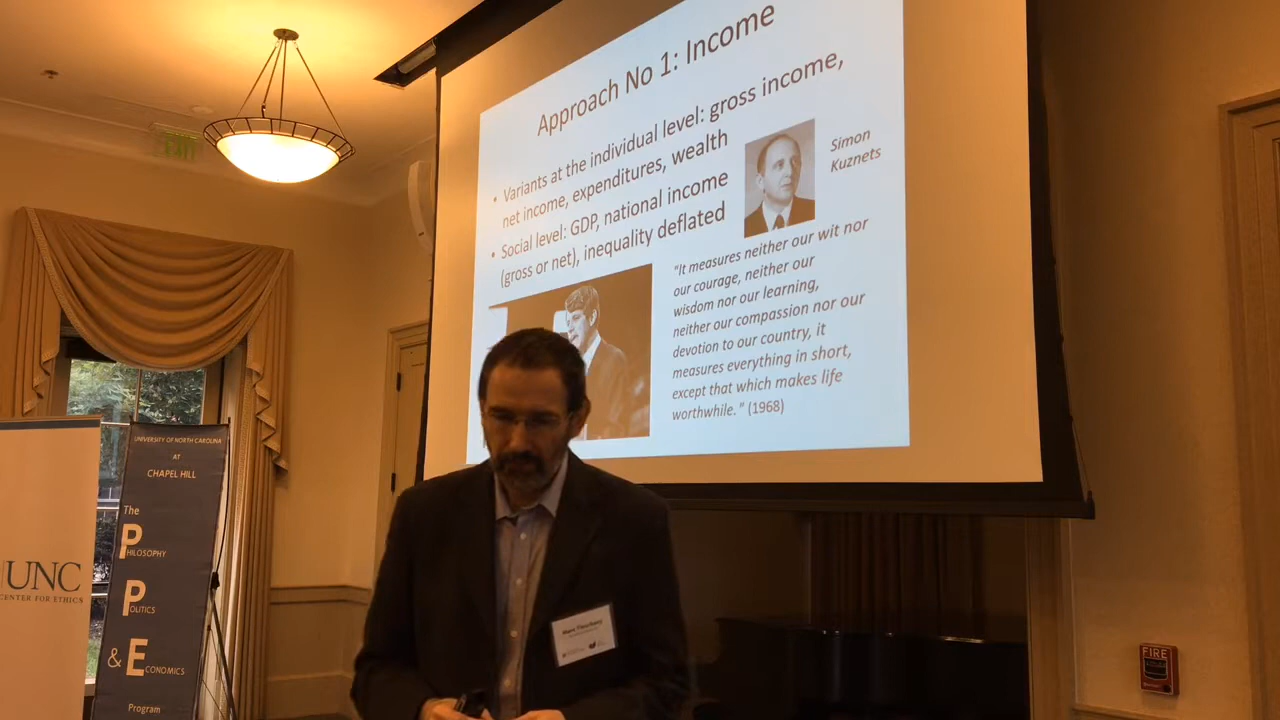 EXIT
Approach No 1: Income
• Variants at the individual level: gross income,
net income, expenditures, wealth
• Social level: GDP, national income
(gross or net), inequality deflated
Simon
Kuznets
"It measures neither our wit nor
our courage, neither our
wisdom nor our learning,
neither our compassion nor our
devotion to our country, it
measures everything in short,
except that which makes life
worthwhile." (1968)
UNC
CENTER FOR ETHICS
UNIVERSITY OF NORTH CAROLINA
AT
CHAPEL HILL
The
PHILOSOPHY
POLITICS
& ECONOMICS
Program
Marc Fleurbaey
FIRE